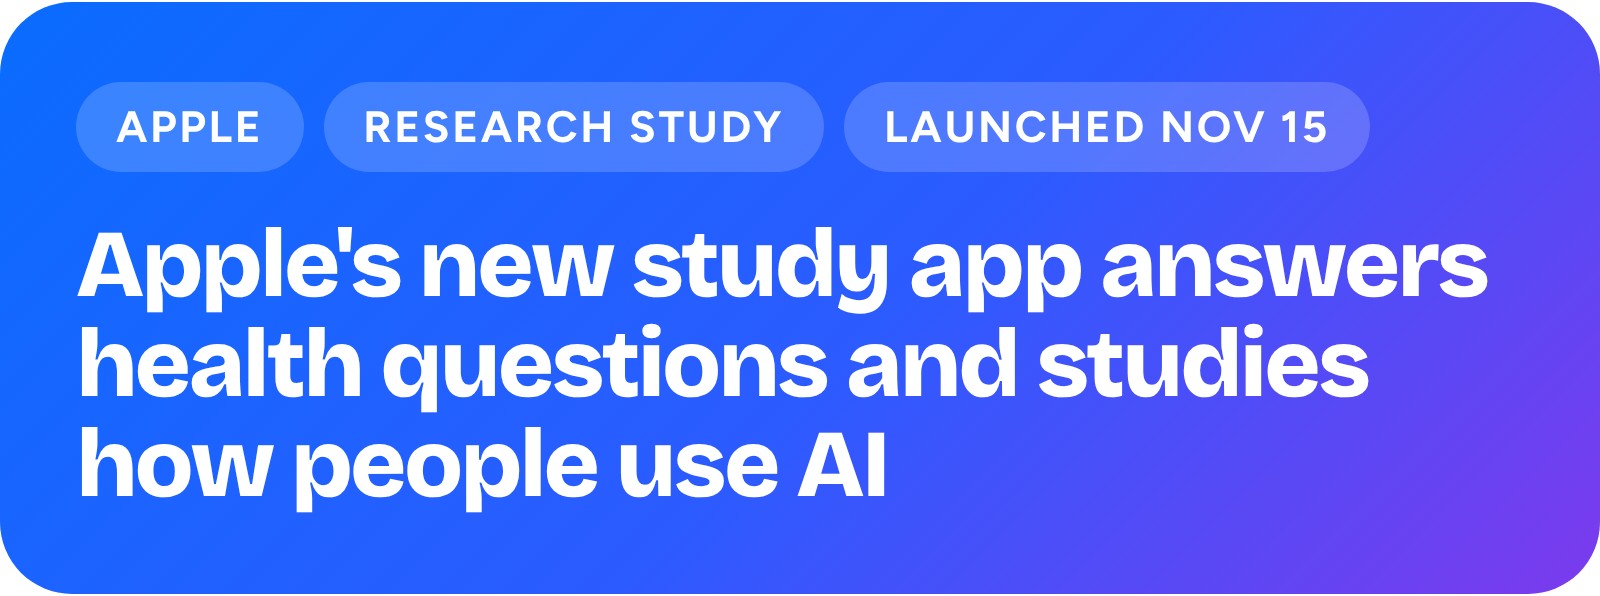 APPLE RESEARCH STUDY LAUNCHED NOV 15
Apple's new study app answers
health questions and studies
how people use AI